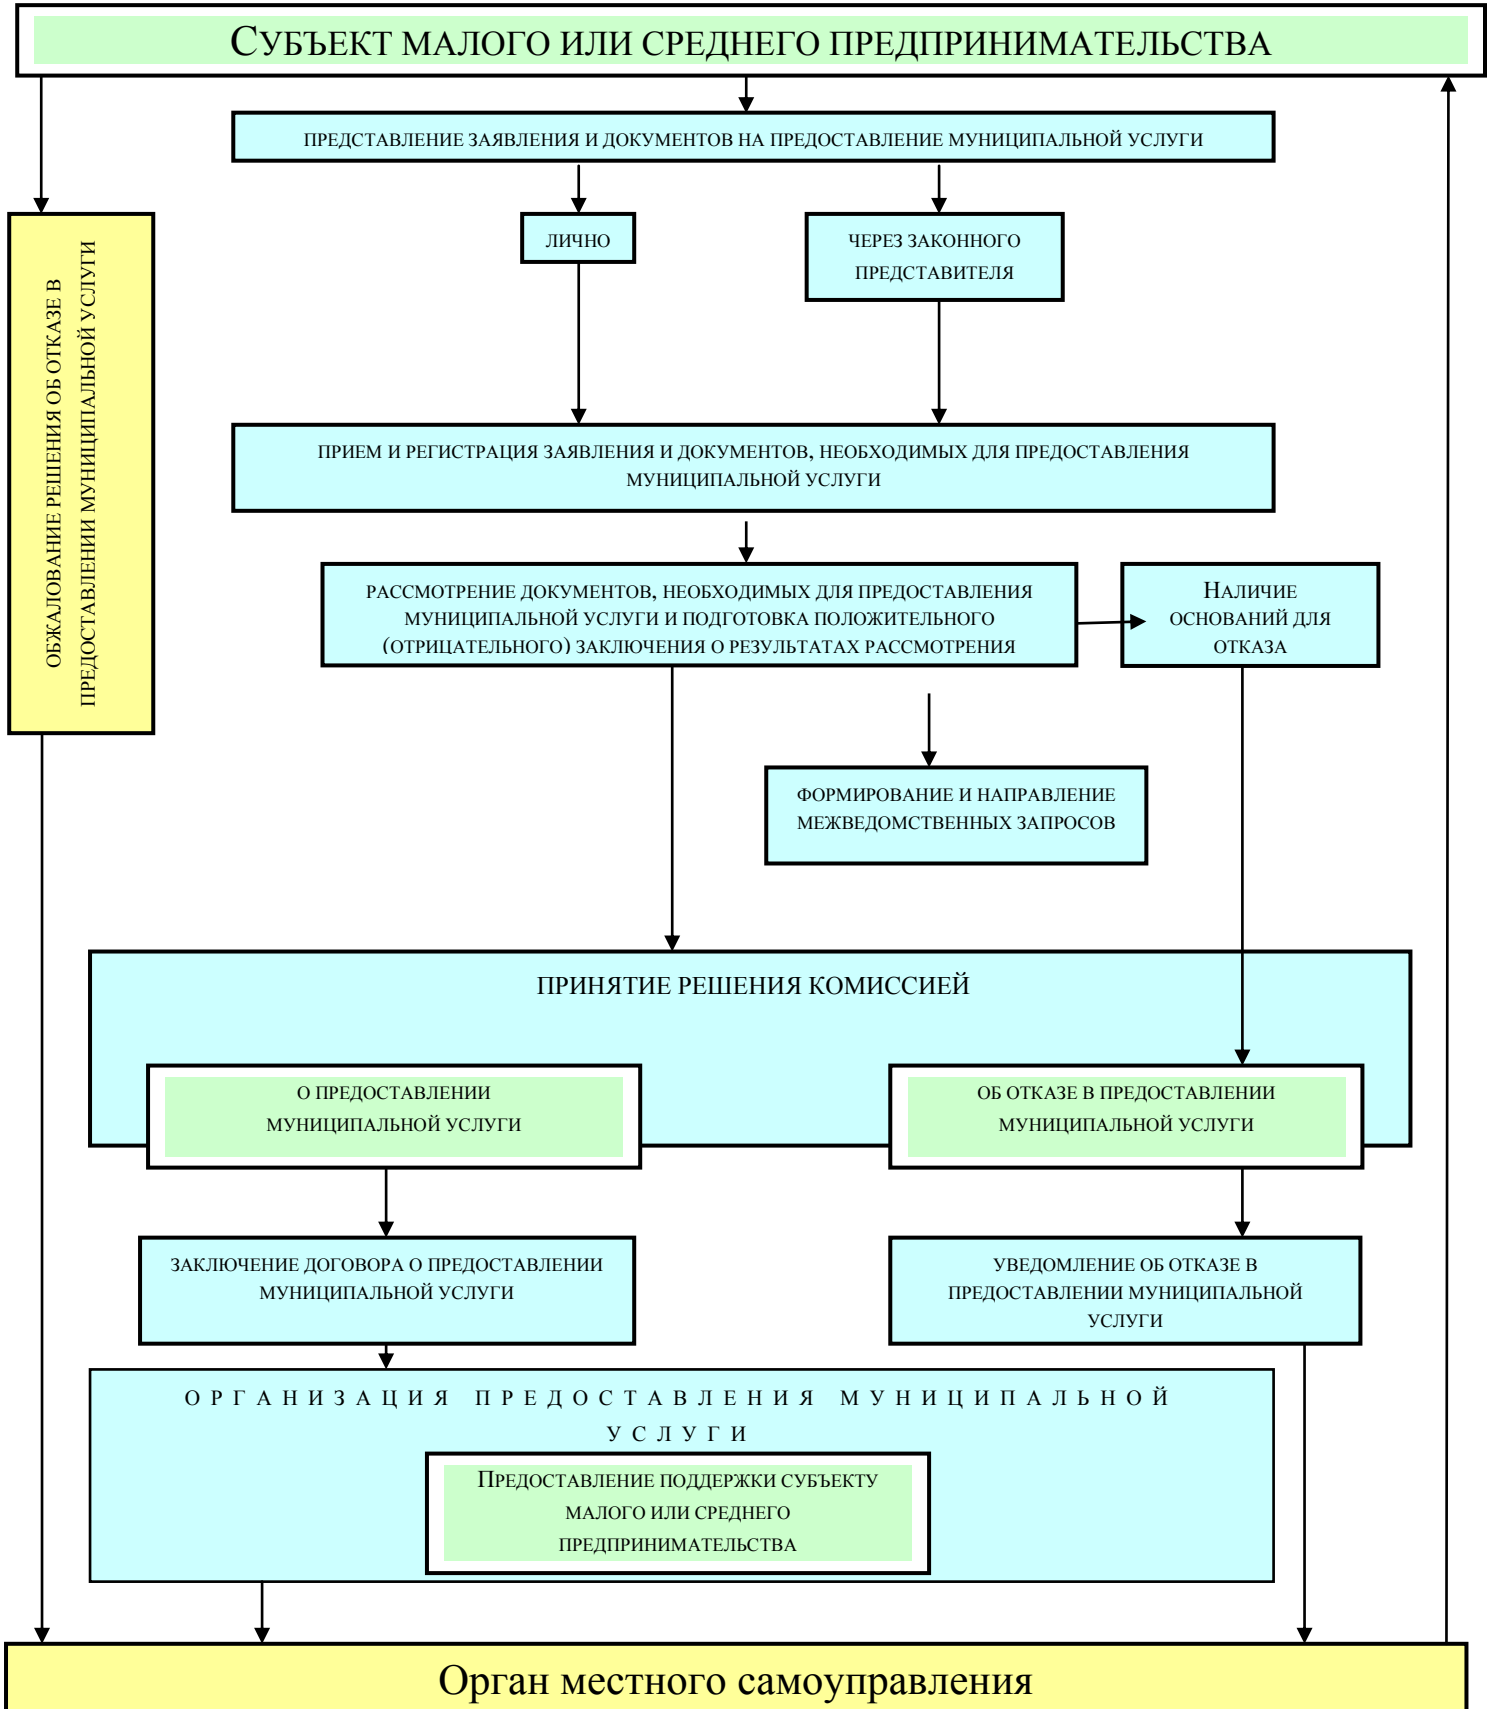 СУБЪЕКТ МАЛОГО ИЛИ СРЕДНЕГО ПРЕДПРИНИМАТЕЛЬСТВА
ПРЕДСТАВЛЕНИЕ ЗАЯВЛЕНИЯ И ДОКУМЕНТОВ НА ПРЕДОСТАВЛЕНИЕ МУНИЦИПАЛЬНОЙ УСЛУГИ
ЛИЧНО
ЧЕРЕЗ ЗАКОННОГО
ПРЕДСТАВИТЕЛЯ
ОБЖАЛОВАНИЕ РЕШЕНИЯ ОБ ОТКАЗЕ В
ПРЕДОСТАВЛЕНИИ МУНИЦИПАЛЬНОЙ УСЛУГИ
ПРИЕМ И РЕГИСТРАЦИЯ ЗАЯВЛЕНИЯ И ДОКУМЕНТОВ, НЕОБХОДИМЫХ ДЛЯ ПРЕДОСТАВЛЕНИЯ
МУНИЦИПАЛЬНОЙ УСЛУГИ
РАССМОТРЕНИЕ ДОКУМЕНТОВ, НЕОБХОДИМЫХ ДЛЯ ПРЕДОСТАВЛЕНИЯ
МУНИЦИПАЛЬНОЙ УСЛУГИ И ПОДГОТОВКА ПОЛОЖИТЕЛЬНОГО
(ОТРИЦАТЕЛЬНОГО) ЗАКЛЮЧЕНИЯ О РЕЗУЛЬТАТАХ РАССМОТРЕНИЯ
НАЛИЧИЕ
ОСНОВАНИЙ ДЛЯ
ОТКАЗА
ФОРМИРОВАНИЕ И НАПРАВЛЕНИЕ
МЕЖВЕДОМСТВЕННЫХ ЗАПРОСОВ
ПРИНЯТИЕ РЕШЕНИЯ КОМИССИЕЙ
О ПРЕДОСТАВЛЕНИИ
МУНИЦИПАЛЬНОЙ УСЛУГИ
ОБ ОТКАЗЕ В ПРЕДОСТАВЛЕНИИ
МУНИЦИПАЛЬНОЙ УСЛУГИ
ЗАКЛЮЧЕНИЕ ДОГОВОРА О ПРЕДОСТАВЛЕНИИ
МУНИЦИПАЛЬНОЙ УСЛУГИ
УВЕДОМЛЕНИЕ ОБ ОТКАЗЕ В
ПРЕДОСТАВЛЕНИИ МУНИЦИПАЛЬНОЙ
УСЛУГИ
ОРГАНИЗАЦИЯ ПРЕДОСТАВЛЕНИЯ МУНИЦИПАЛЬНОЙ
УСЛУГИ
ПРЕДОСТАВЛЕНИЕ ПОДДЕРЖКИ СУБЪЕКТУ
МАЛОГО ИЛИ СРЕДНЕГО
ПРЕДПРИНИМАТЕЛЬСТВА
Орган местного самоуправления